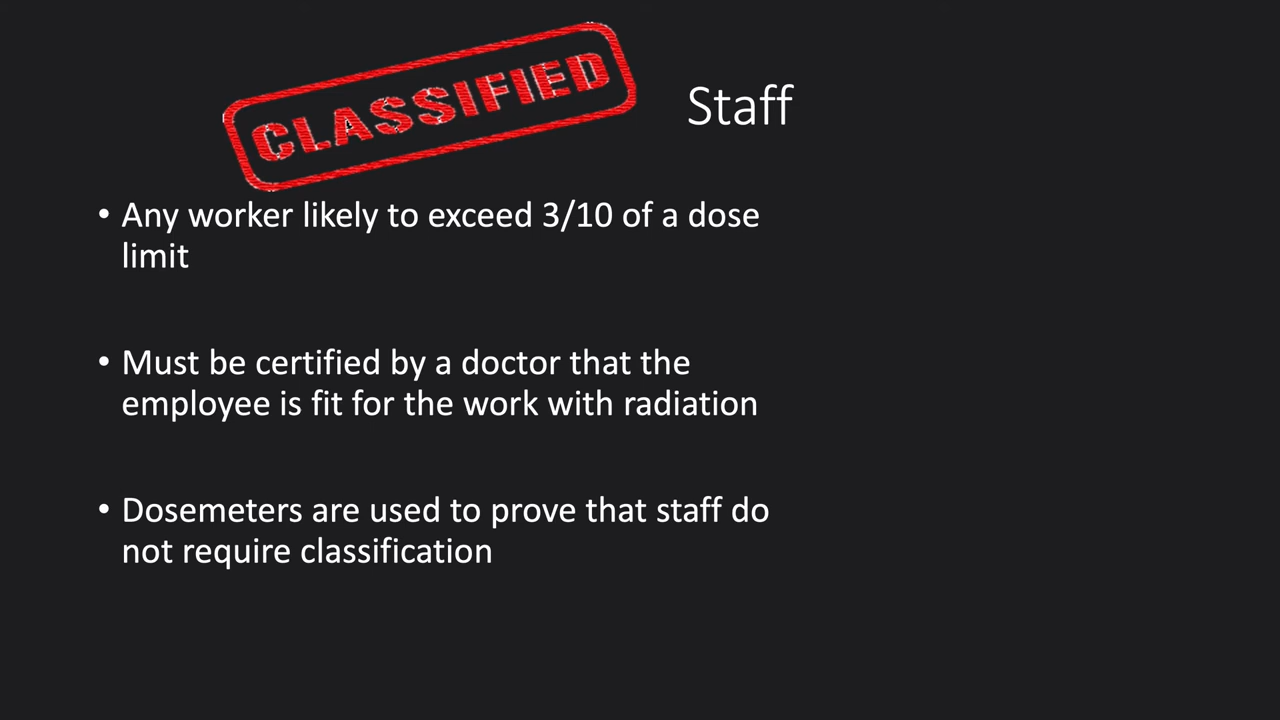 CLASSIFIED Staff
• Any worker likely to exceed 3/10 of a dose
limit
• Must be certified by a doctor that the
employee is fit for the work with radiation
• Dosemeters are used to prove that staff do
not require classification